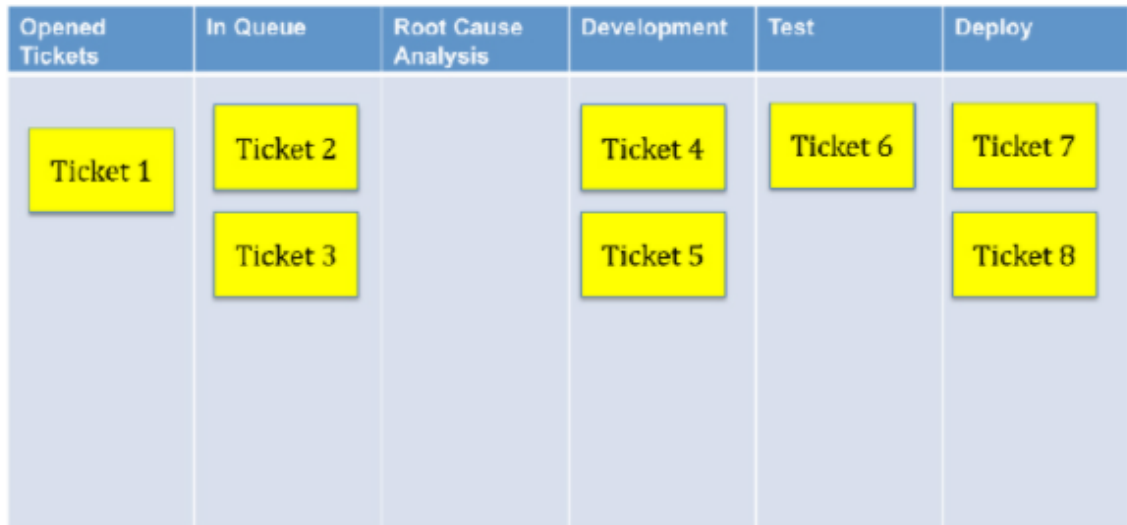 Opened
Tickets
In Queue
Root Cause
Analysis
Development
Test
Deploy
Ticket 1
Ticket 2
Ticket 3
Ticket 4
Ticket 5
Ticket 6
Ticket 7
Ticket 8